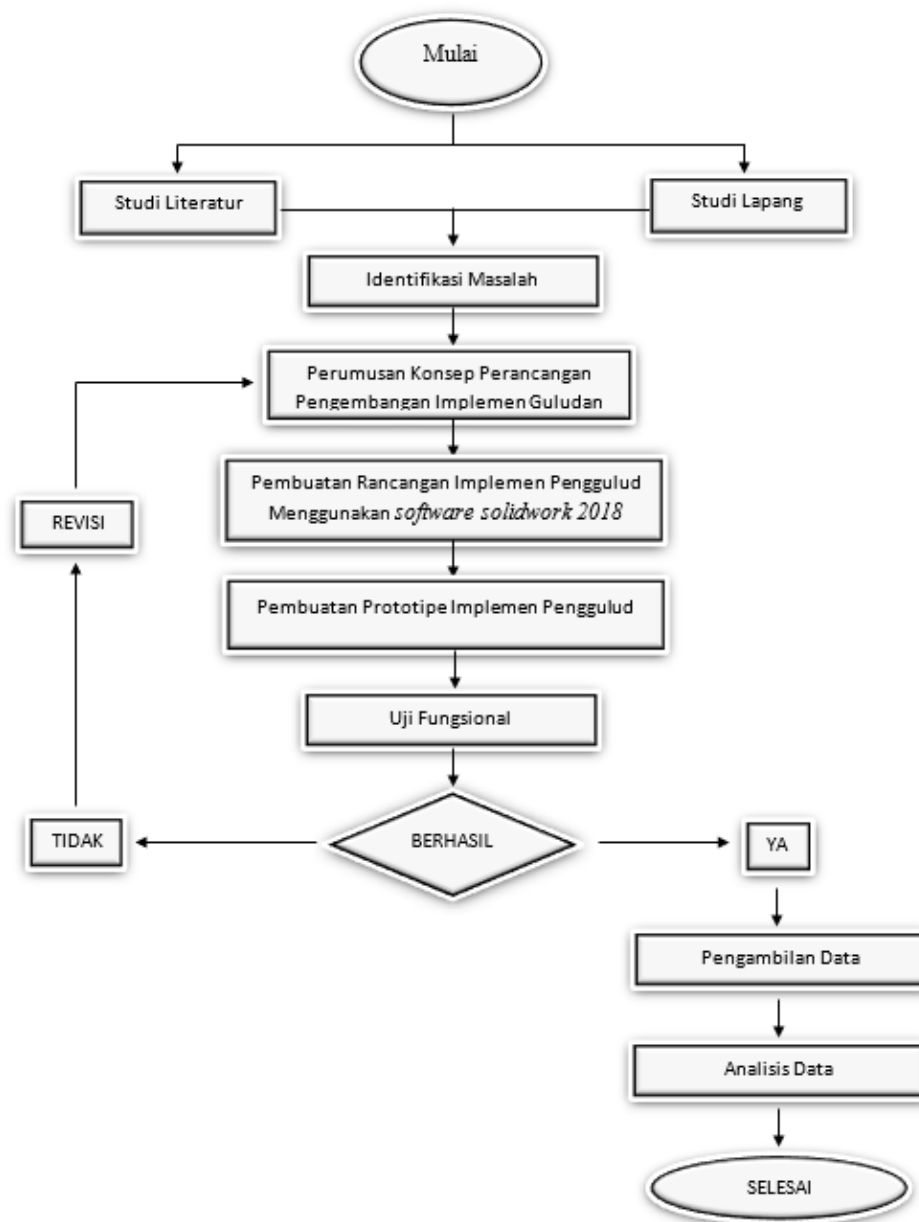 Mulai
Studi Literatur
Studi Lapang
Identifikasi Masalah
Perumusan Konsep Perancangan
Pengembangan Implemen Guludan
Pembuatan Rancangan Implemen Penggulud
Menggunakan software solidwork 2018
REVISI
Pembuatan Prototipe Implemen Penggulud
Uji Fungsional
TIDAK
BERHASIL
YA
Pengambilan Data
Analisis Data
SELESAI